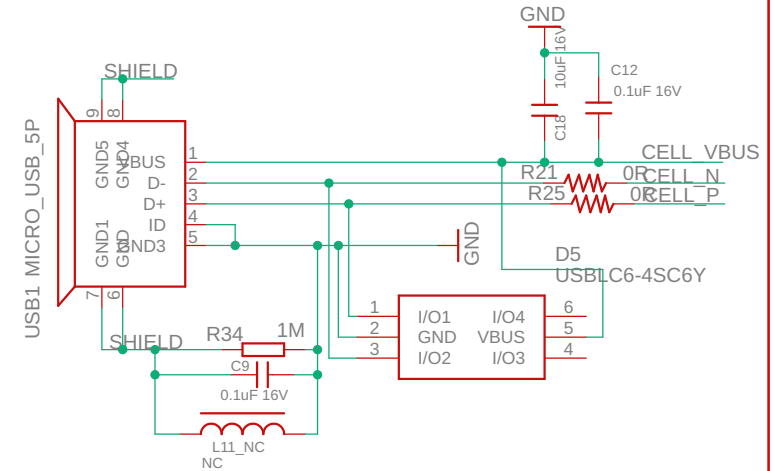 GND
10uF 16V
C18
C12
0.1uF 16V
SHIELD
9
8
GND5
GND4
USB1 MICRO_USB_5P
VBUS
1
D-
2
D+
3
ID
4
GND3
5
GND1
GND
7
6
SHIELD
CELL_VBUS
R21
0R
CELL_N
R25
0R
CELL_P
GND
D5
USBLC6-4SC6Y
1
I/O1
I/O4
6
2
GND
VBUS
5
3
I/O2
I/O3
4
R34
1M
C9
0.1uF 16V
L11_NC
NC